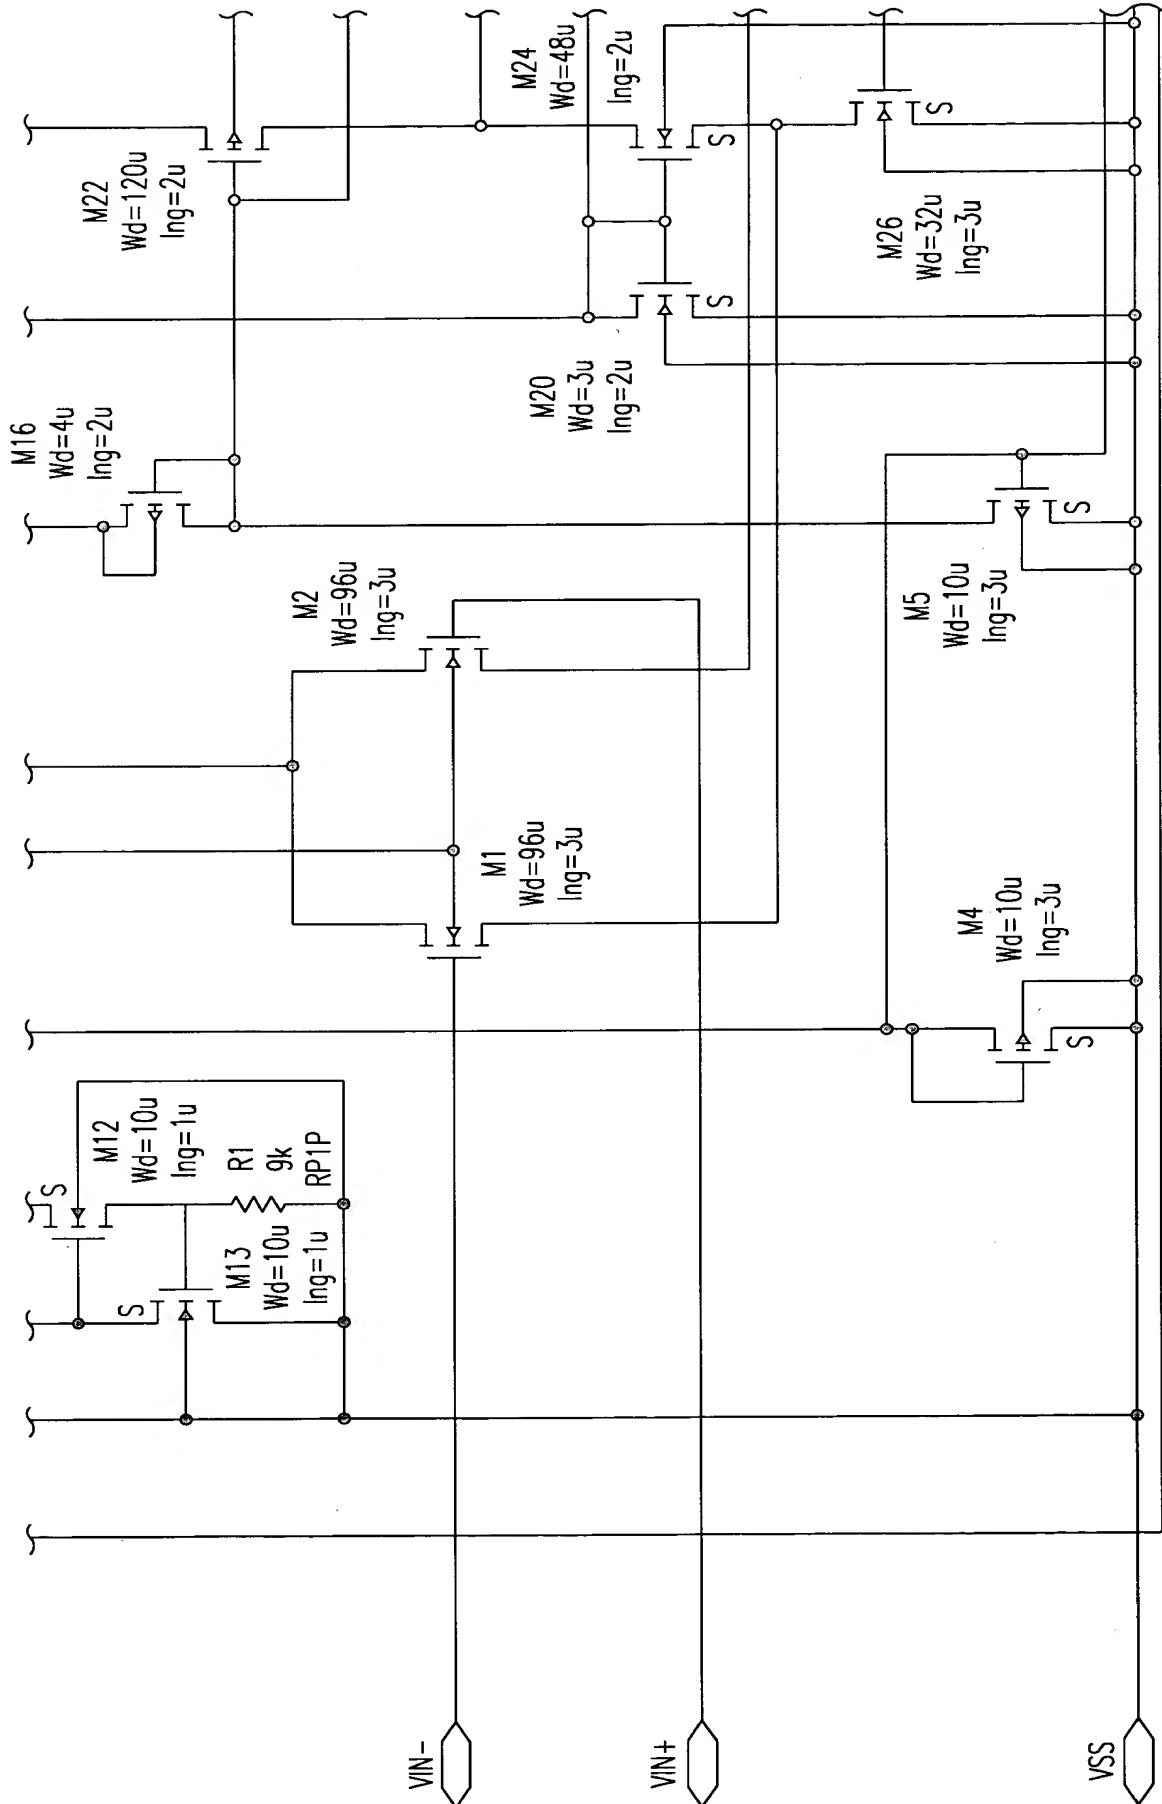 M12
Wd=10u
lng=1u
S
R1
9k
RP1P
M13
Wd=10u
lng=1u
S
M16
Wd=4u
lng=2u
M22
Wd=120u
lng=2u
M24
Wd=48u
lng=2u
S
M20
Wd=3u
lng=2u
S
M26
Wd=32u
lng=3u
S
M2
Wd=96u
lng=3u
M1
Wd=96u
lng=3u
M5
Wd=10u
lng=3u
S
M4
Wd=10u
lng=3u
S
VIN-
VIN+
VSS